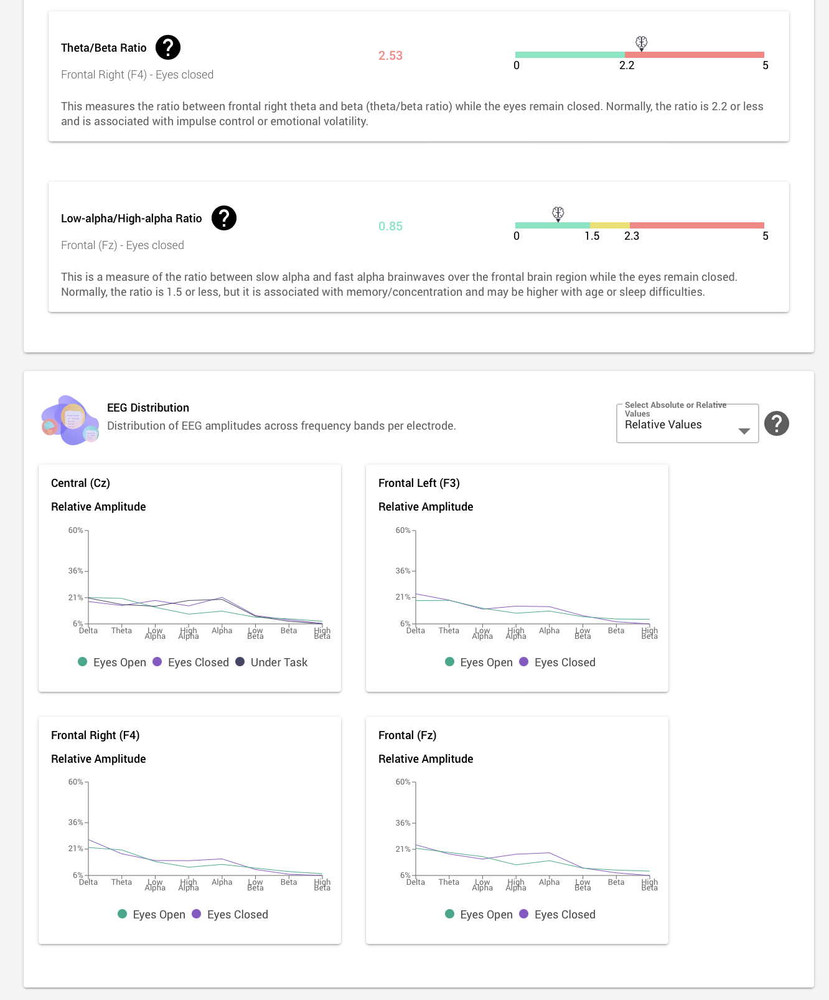 Theta/Beta Ratio ?
2.53
0 2.2 5
Frontal Right (F4) - Eyes closed
This measures the ratio between frontal right theta and beta (theta/beta ratio) while the eyes remain closed. Normally, the ratio is 2.2 or less
and is associated with impulse control or emotional volatility.
Low-alpha/High-alpha Ratio ?
0.85
0 1.5 2.3 5
Frontal (Fz) - Eyes closed
This is a measure of the ratio between slow alpha and fast alpha brainwaves over the frontal brain region while the eyes remain closed.
Normally, the ratio is 1.5 or less, but it is associated with memory/concentration and may be higher with age or sleep difficulties.
EEG Distribution
Distribution of EEG amplitudes across frequency bands per electrode.
Select Absolute or Relative
Values
Relative Values
?
Central (Cz)
Relative Amplitude
60%
36%
21%
6%
Delta Theta Low Alpha High Alpha Alpha Low Beta Beta High Beta
Eyes Open Eyes Closed Under Task
Frontal Left (F3)
Relative Amplitude
60%
36%
21%
6%
Delta Theta Low Alpha High Alpha Alpha Low Beta Beta High Beta
Eyes Open Eyes Closed
Frontal Right (F4)
Relative Amplitude
60%
36%
21%
6%
Delta Theta Low Alpha High Alpha Alpha Low Beta Beta High Beta
Eyes Open Eyes Closed
Frontal (Fz)
Relative Amplitude
60%
36%
21%
6%
Delta Theta Low Alpha High Alpha Alpha Low Beta Beta High Beta
Eyes Open Eyes Closed